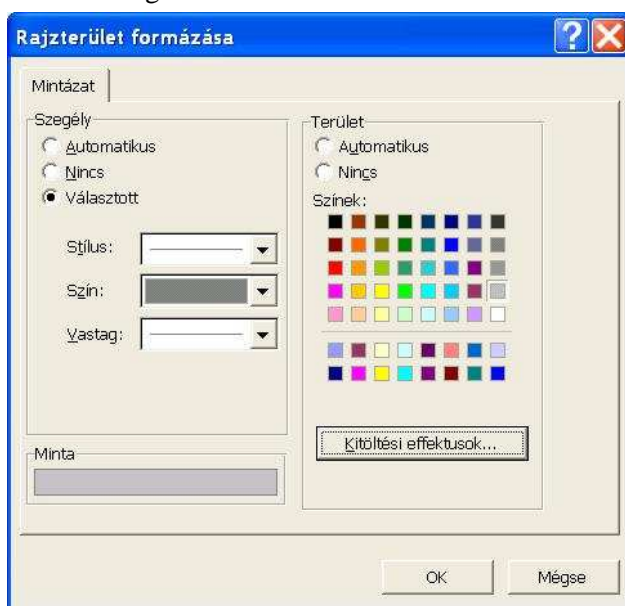 Rajzterület formázása
Mintázat
Szegély
Automatikus
Nincs
Választott
Stílus:
Szín:
Vastag:
Minta
Terület
Automatikus
Nincs
Színek:
Kitöltési effektusok...
OK
Mégse